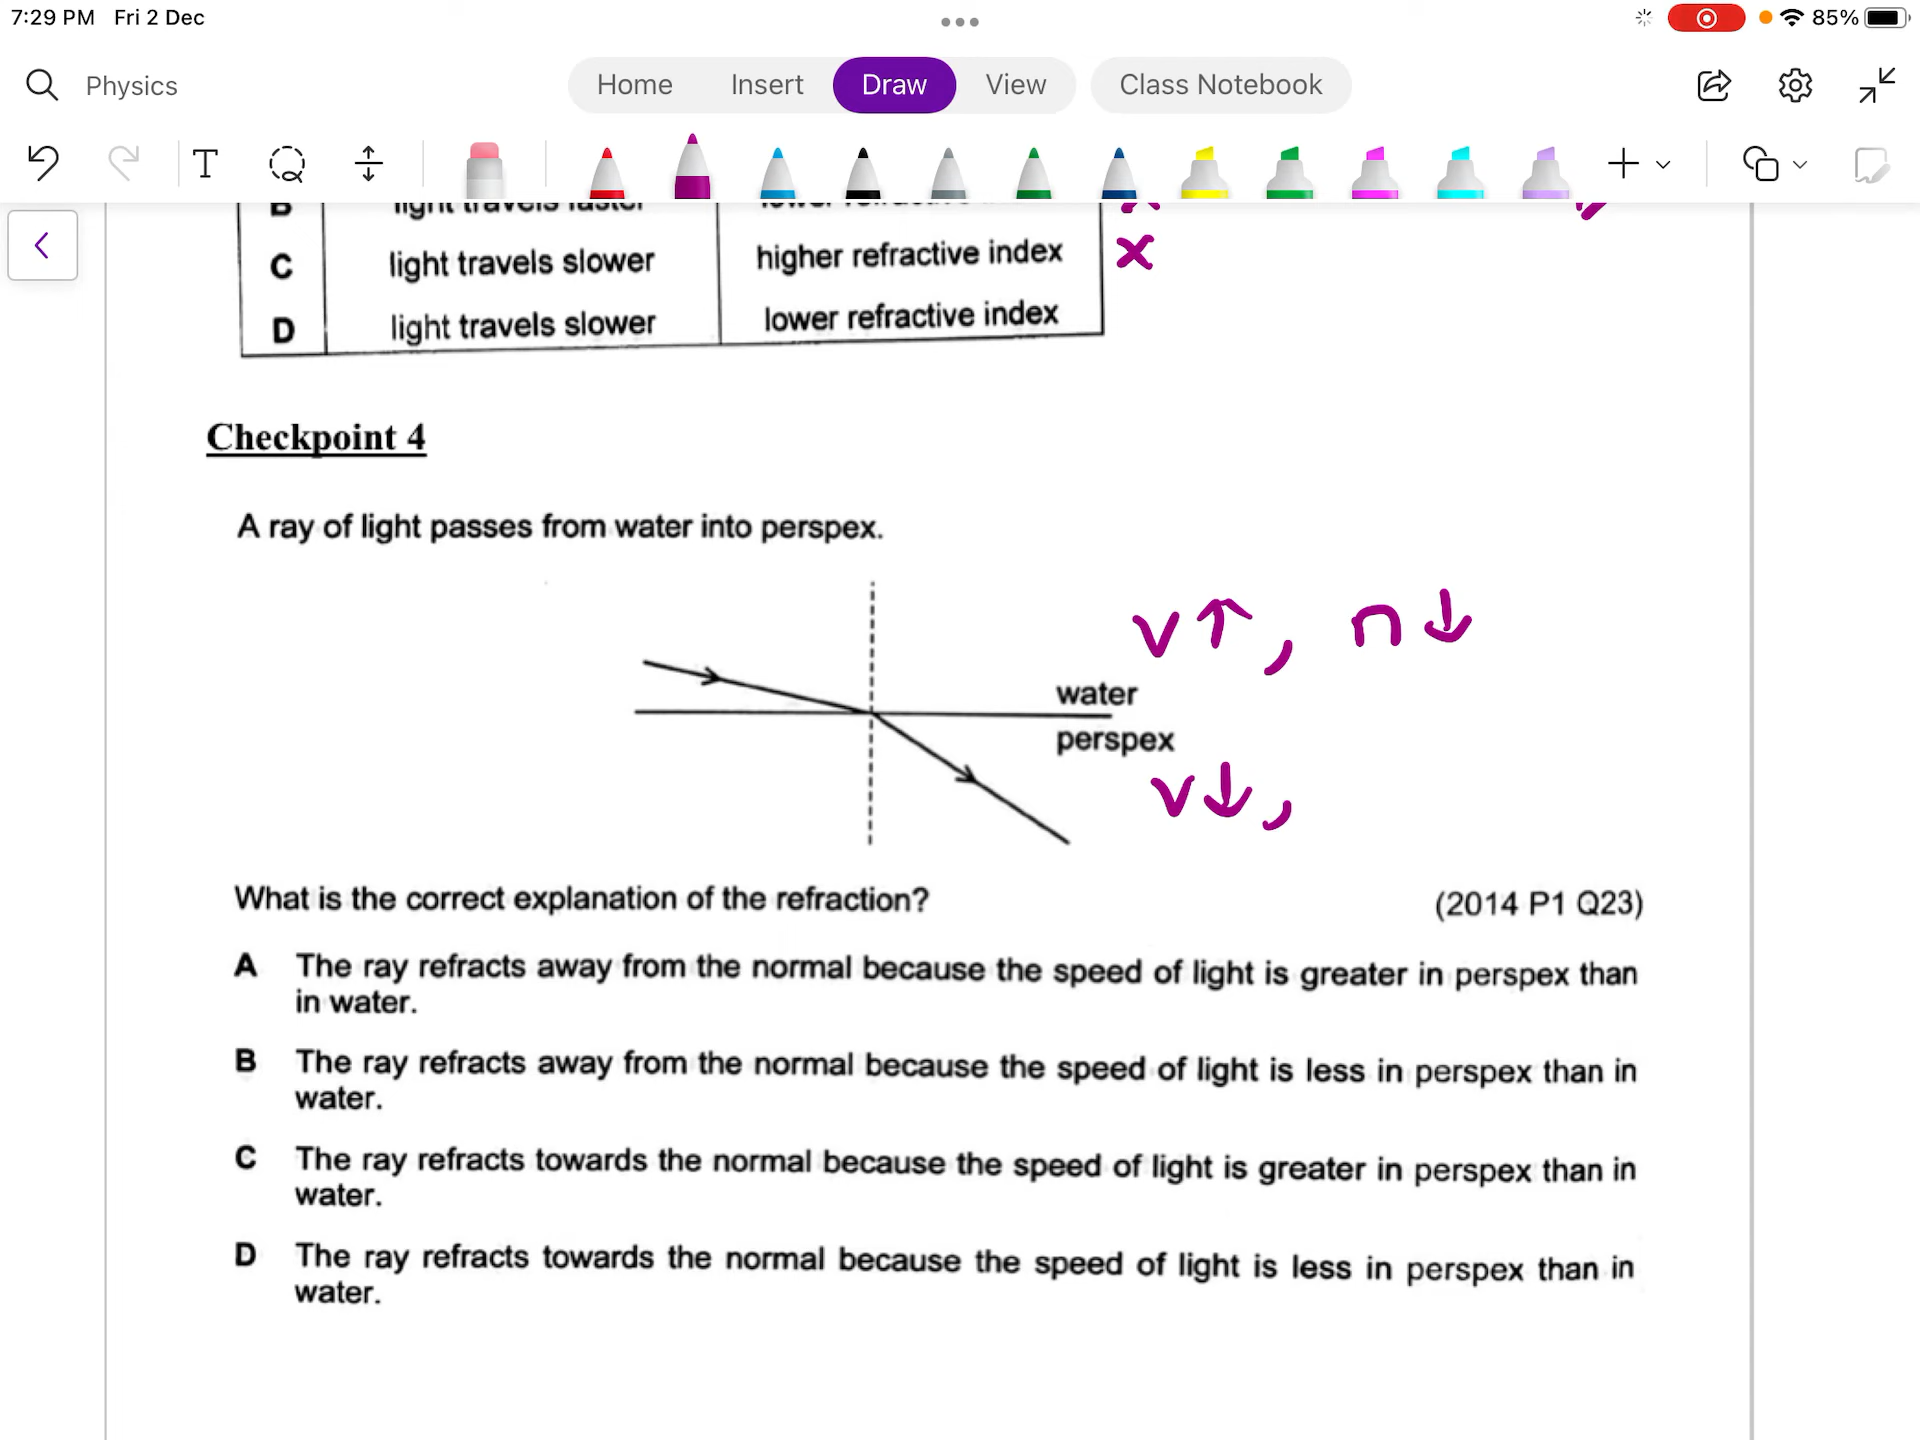 7:29 PM Fri 2 Dec
85%
Physics
Home Insert Draw View Class Notebook
T
B light travels faster
C light travels slower higher refractive index x
D light travels slower lower refractive index
Checkpoint 4
A ray of light passes from water into perspex.
v↑, n↓
water
perspex
v↓,
What is the correct explanation of the refraction? (2014 P1 Q23)
A The ray refracts away from the normal because the speed of light is greater in perspex than
in water.
B The ray refracts away from the normal because the speed of light is less in perspex than in
water.
C The ray refracts towards the normal because the speed of light is greater in perspex than in
water.
D The ray refracts towards the normal because the speed of light is less in perspex than in
water.